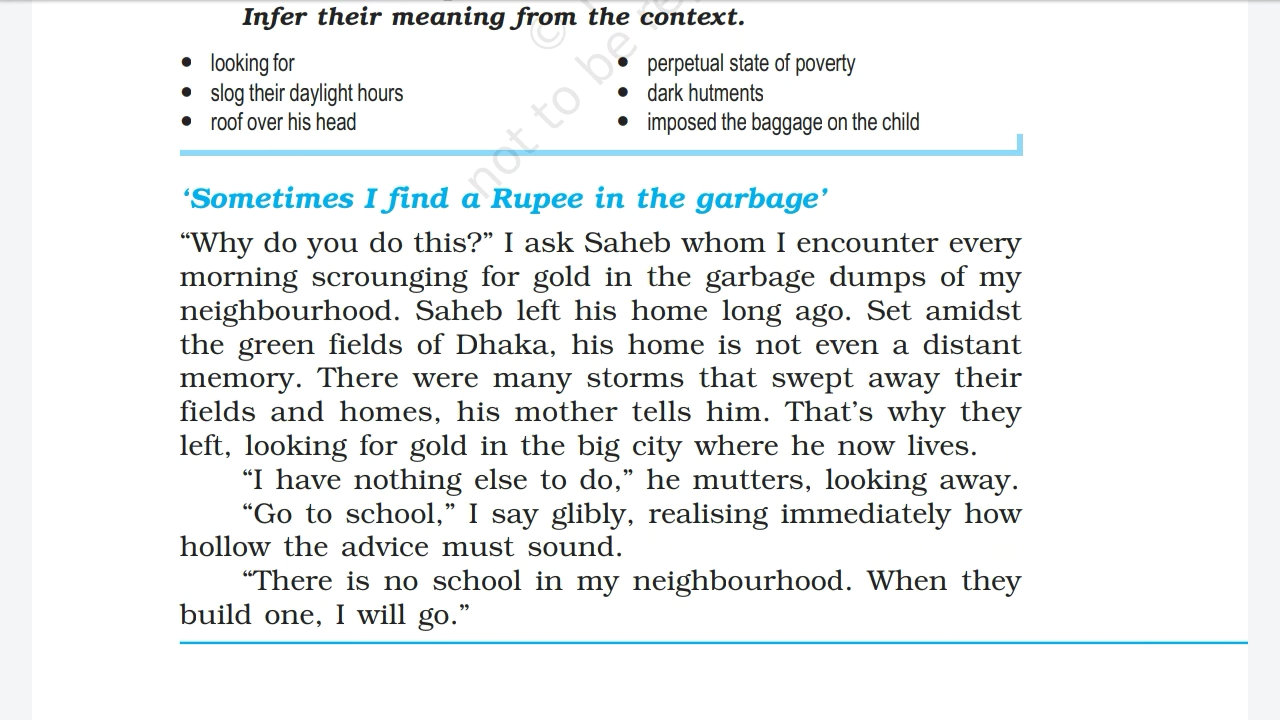 Infer their meaning from the context.
• looking for
• slog their daylight hours
• roof over his head
• perpetual state of poverty
• dark hutments
• imposed the baggage on the child
© 
not to be re
‘Sometimes I find a Rupee in the garbage’
“Why do you do this?” I ask Saheb whom I encounter every
morning scrounging for gold in the garbage dumps of my
neighbourhood. Saheb left his home long ago. Set amidst
the green fields of Dhaka, his home is not even a distant
memory. There were many storms that swept away their
fields and homes, his mother tells him. That’s why they
left, looking for gold in the big city where he now lives.
“I have nothing else to do,” he mutters, looking away.
“Go to school,” I say glibly, realising immediately how
hollow the advice must sound.
“There is no school in my neighbourhood. When they
build one, I will go.”